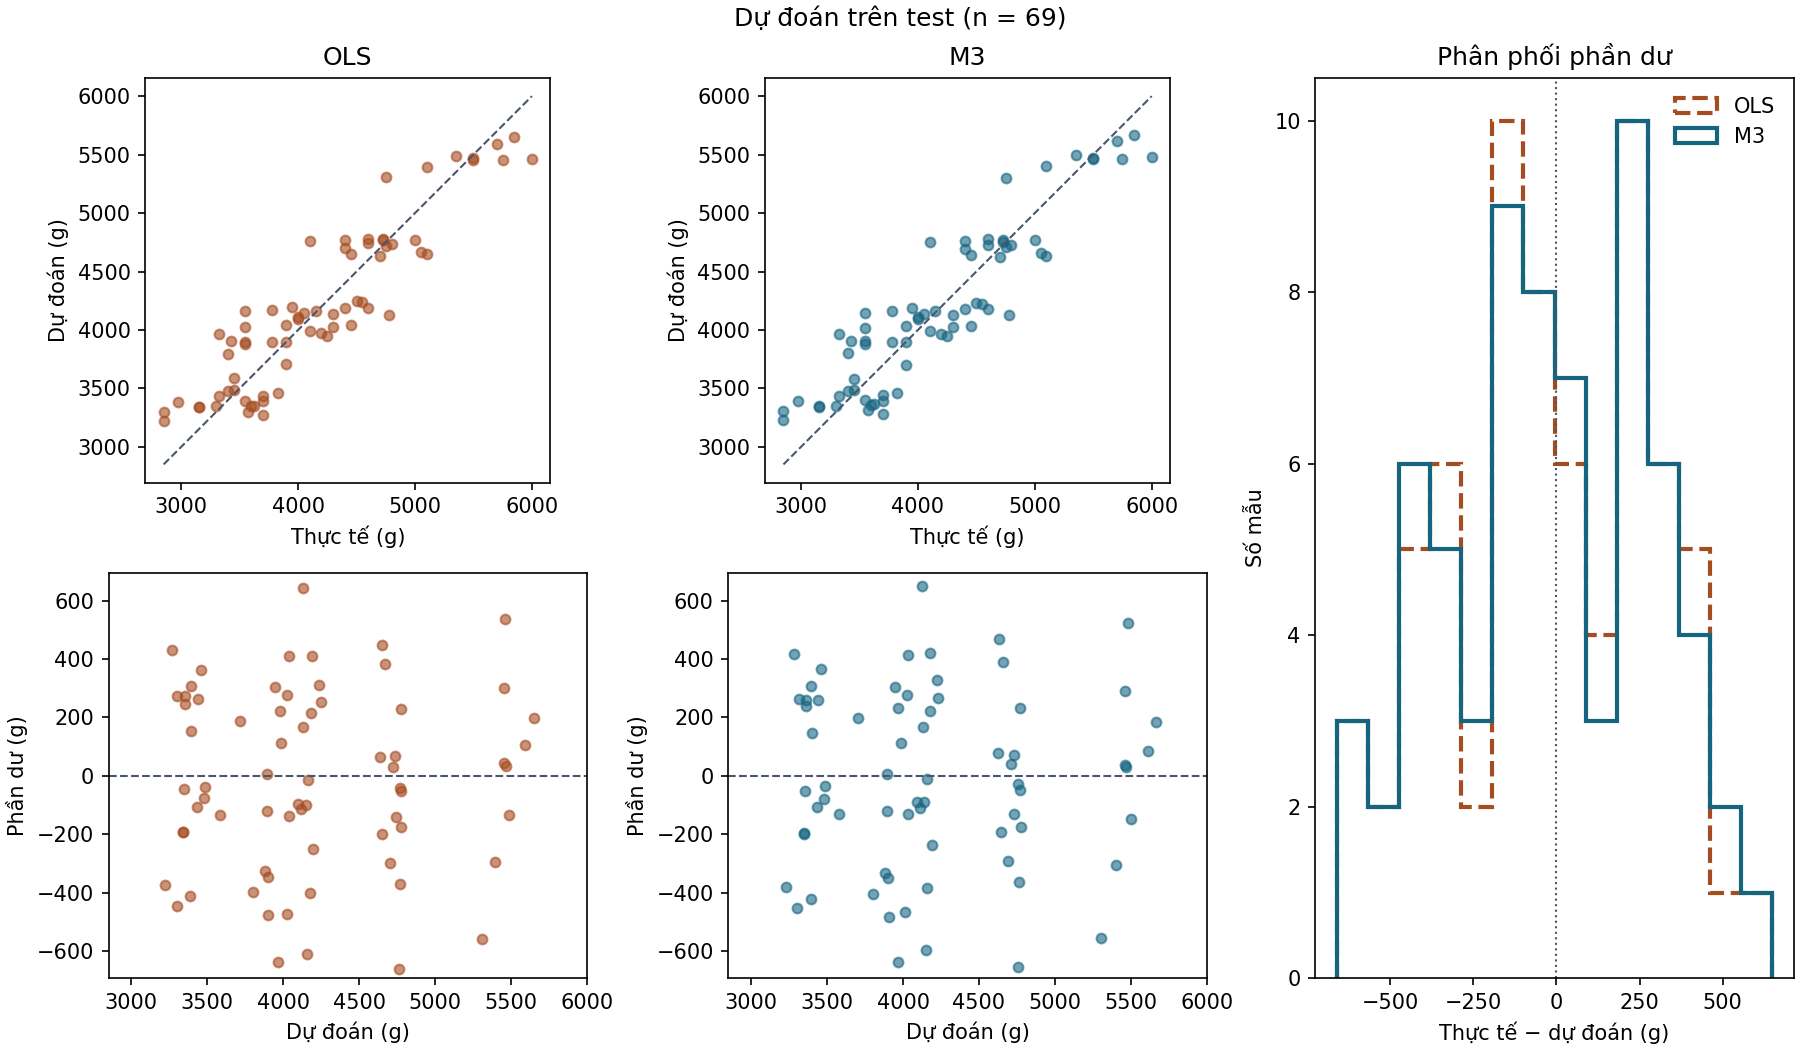 Dự đoán trên test (n = 69)
OLS
6000
5500
5000
4500
4000
3500
3000
Dự đoán (g)
3000 4000 5000 6000
Thực tế (g)
M3
6000
5500
5000
4500
4000
3500
3000
Dự đoán (g)
3000 4000 5000 6000
Thực tế (g)
Phân phối phần dư
OLS
M3
10
8
6
4
2
0
Số mẫu
−500 −250 0 250 500
Thực tế − dự đoán (g)
600
400
200
0
−200
−400
−600
Phần dư (g)
3000 3500 4000 4500 5000 5500 6000
Dự đoán (g)
600
400
200
0
−200
−400
−600
Phần dư (g)
3000 3500 4000 4500 5000 5500 6000
Dự đoán (g)